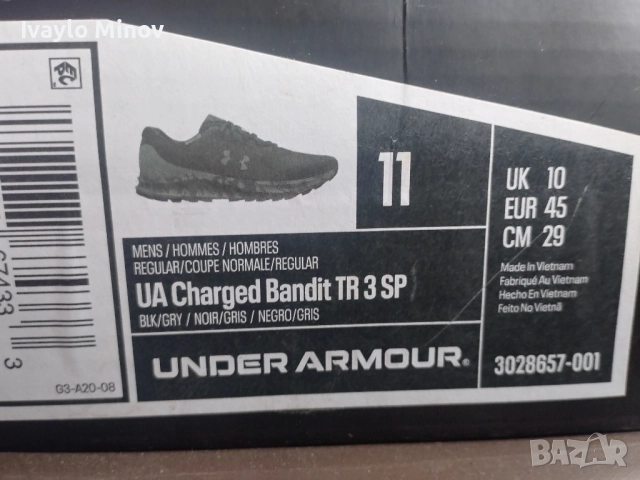 Ivaylo Minov
MENS / HOMMES / HOMBRES
REGULAR/COUPE NORMALE/REGULAR
UA Charged Bandit TR 3 SP
BLK/GRY / NOIR/GRIS / NEGRO/GRIS
UNDER ARMOUR®
11
UK 10
EUR 45
CM 29
Made In Vietnam
Fabriqué Au Vietnam
Hecho En Vietnam
Feito No Vietnã
3028657-001
3
G3-A20-08
BAZAR